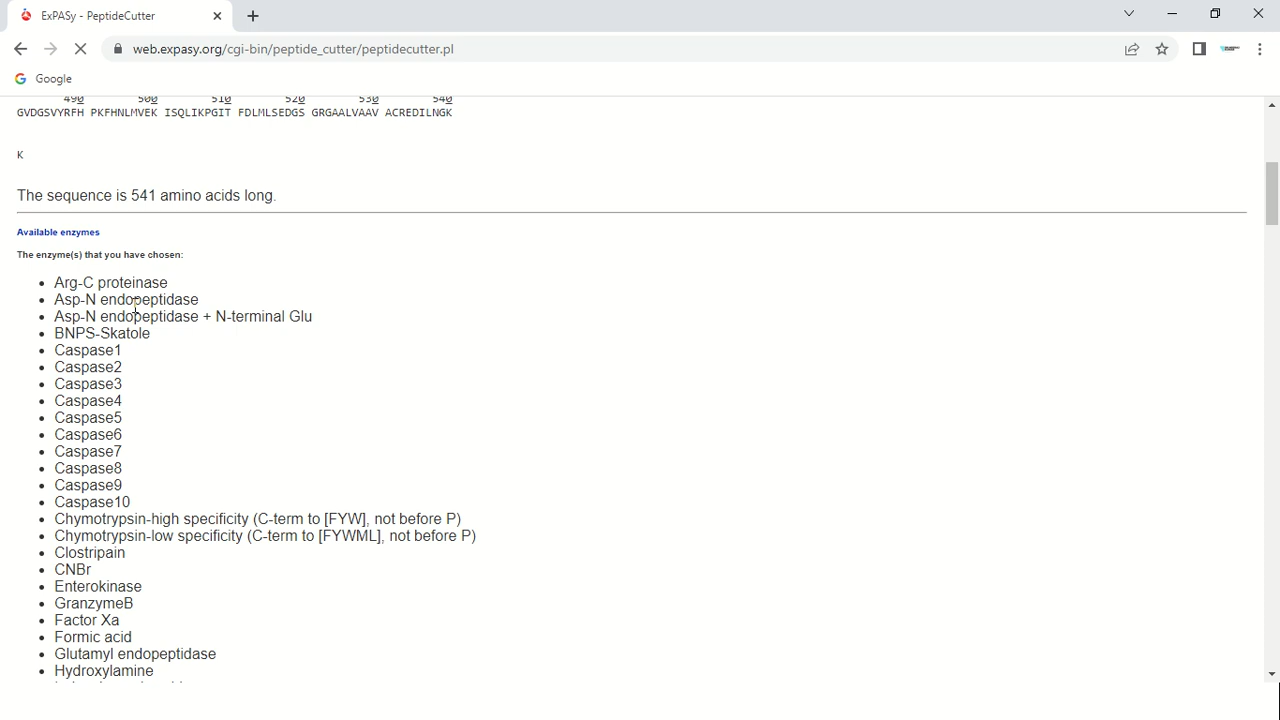 ExPASy - PeptideCutter
web.expasy.org/cgi-bin/peptide_cutter/peptidecutter.pl
Google
490 500 510 520 530 540
GVDGSVYRFH PKFHNLMVEK ISQLIKPGIT FDLMLSEDGS GRGAALVAAV ACREDILNGK
K
The sequence is 541 amino acids long.
Available enzymes
The enzyme(s) that you have chosen:
• Arg-C proteinase
• Asp-N endopeptidase
• Asp-N endopeptidase + N-terminal Glu
• BNPS-Skatole
• Caspase1
• Caspase2
• Caspase3
• Caspase4
• Caspase5
• Caspase6
• Caspase7
• Caspase8
• Caspase9
• Caspase10
• Chymotrypsin-high specificity (C-term to [FYW], not before P)
• Chymotrypsin-low specificity (C-term to [FYWML], not before P)
• Clostripain
• CNBr
• Enterokinase
• GranzymeB
• Factor Xa
• Formic acid
• Glutamyl endopeptidase
• Hydroxylamine